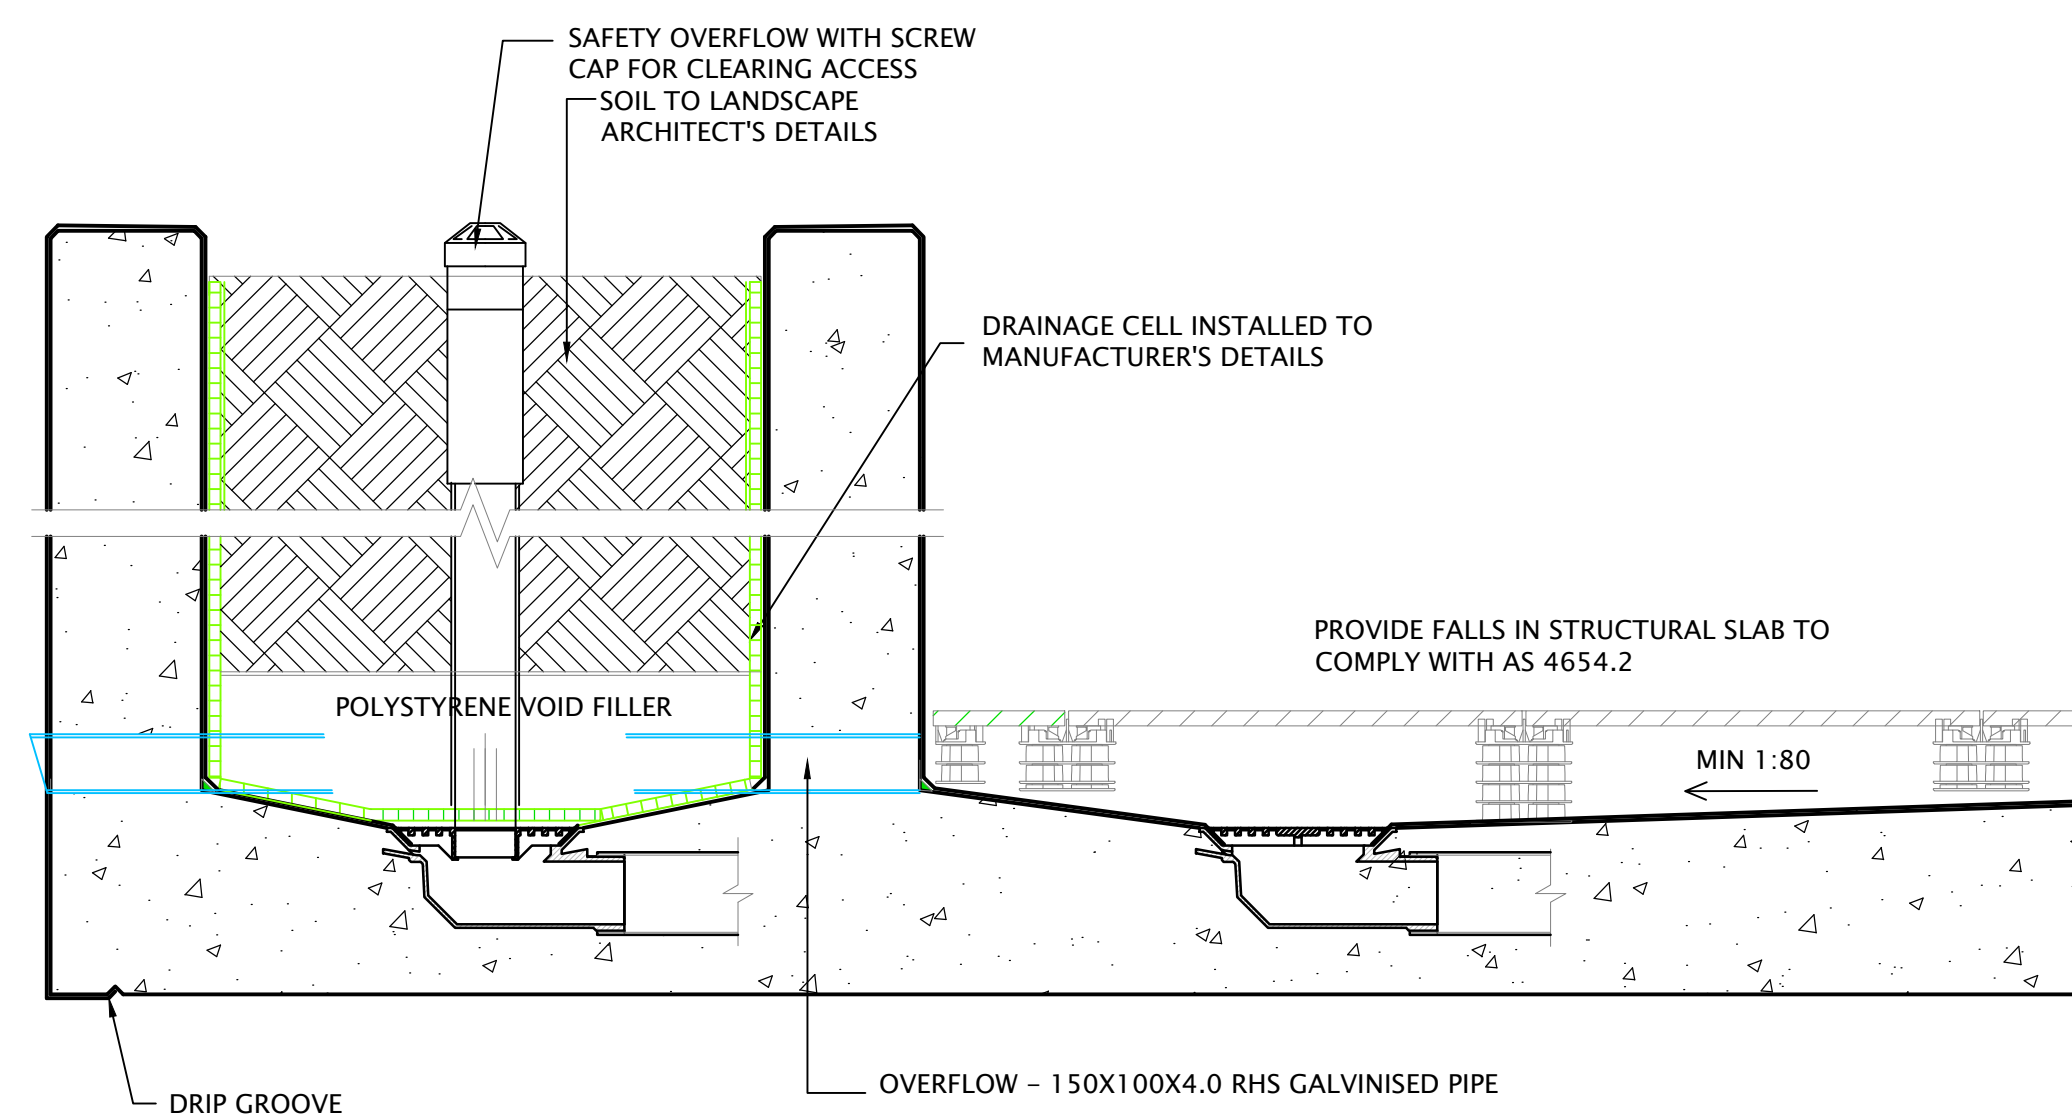 SAFETY OVERFLOW WITH SCREW
CAP FOR CLEARING ACCESS
SOIL TO LANDSCAPE
ARCHITECT'S DETAILS
DRAINAGE CELL INSTALLED TO
MANUFACTURER'S DETAILS
PROVIDE FALLS IN STRUCTURAL SLAB TO
COMPLY WITH AS 4654.2
POLYSTYRENE VOID FILLER
MIN 1:80
OVERFLOW – 150X100X4.0 RHS GALVINISED PIPE
DRIP GROOVE